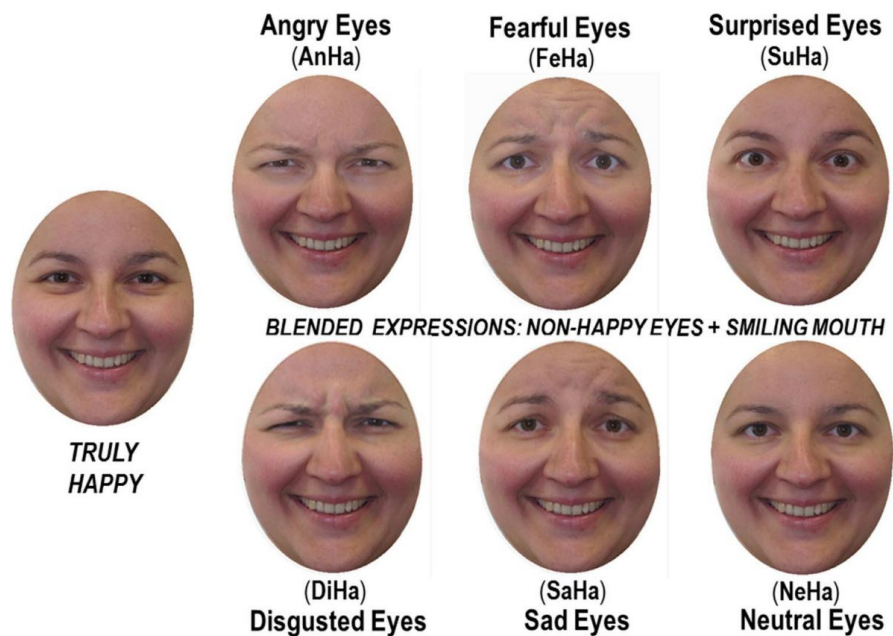 Angry Eyes
(AnHa)
Fearful Eyes
(FeHa)
Surprised Eyes
(SuHa)
BLENDED EXPRESSIONS: NON-HAPPY EYES + SMILING MOUTH
TRULY
HAPPY
(DiHa)
Disgusted Eyes
(SaHa)
Sad Eyes
(NeHa)
Neutral Eyes